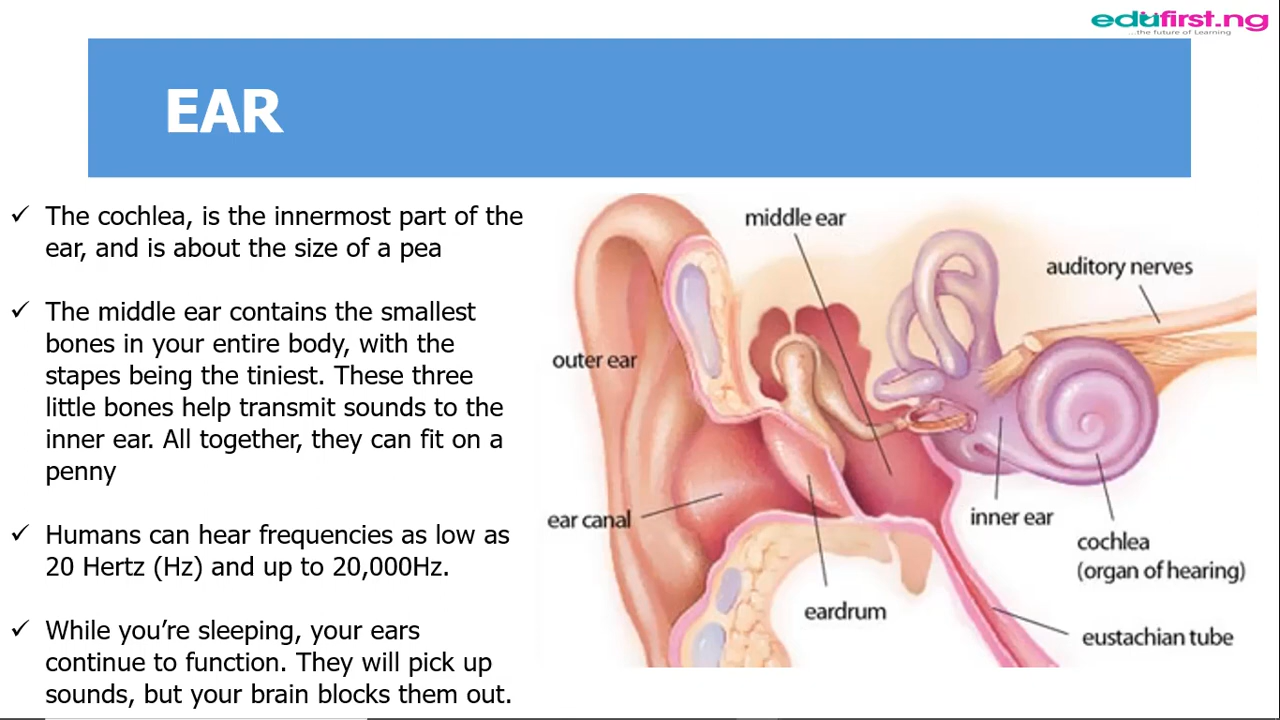 edufirst.ng
...the future of Learning
EAR
✓ The cochlea, is the innermost part of the
ear, and is about the size of a pea
✓ The middle ear contains the smallest
bones in your entire body, with the
stapes being the tiniest. These three
little bones help transmit sounds to the
inner ear. All together, they can fit on a
penny
✓ Humans can hear frequencies as low as
20 Hertz (Hz) and up to 20,000Hz.
✓ While you’re sleeping, your ears
continue to function. They will pick up
sounds, but your brain blocks them out.
middle ear
auditory nerves
outer ear
ear canal
inner ear
cochlea
(organ of hearing)
eardrum
eustachian tube